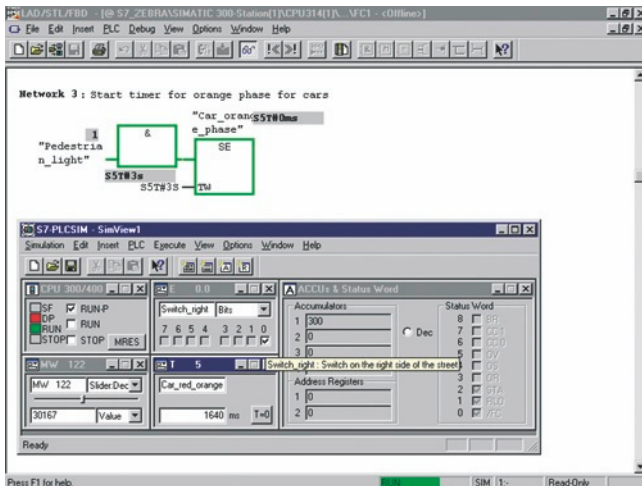 LAD/STL/FBD - [@ S7_ZEBRA\SIMATIC 300-Station(1)\CPU314(1)\...\FC1 - <Offline>]
File Edit Insert PLC Debug View Options Window Help
Network 3 : Start timer for orange phase for cars
"Car_orang S5T#0ms
1 & e_phase"
"Pedestria SE
n_light"
S5T#3s
S5T#3S TW
S7-PLCSIM - SimView1
Simulation Edit Insert PLC Execute View Options Window Help
CPU 300/400 E 0.0 ACCUs & Status Word
SF RUN-P Switch_right Bits Accumulators Status Word
DP 1 300 8 BR
RUN RUN 7 6 5 4 3 2 1 0 2 0 Dec 7 CC 1
STOP STOP MRES 3 0 6 CC 0
5 OV
MW 122 T 5 Switch_right : Switch on the right side of the street 4 OS
MW 122 Slider:Dec Car_red_orange Address Registers 3 OR
1 0 2 STA
30167 Value 1640 ms T=0 2 0 1 RLO
0 /FC
Ready
Press F1 for help. RUN SIM 1:- Read-Only